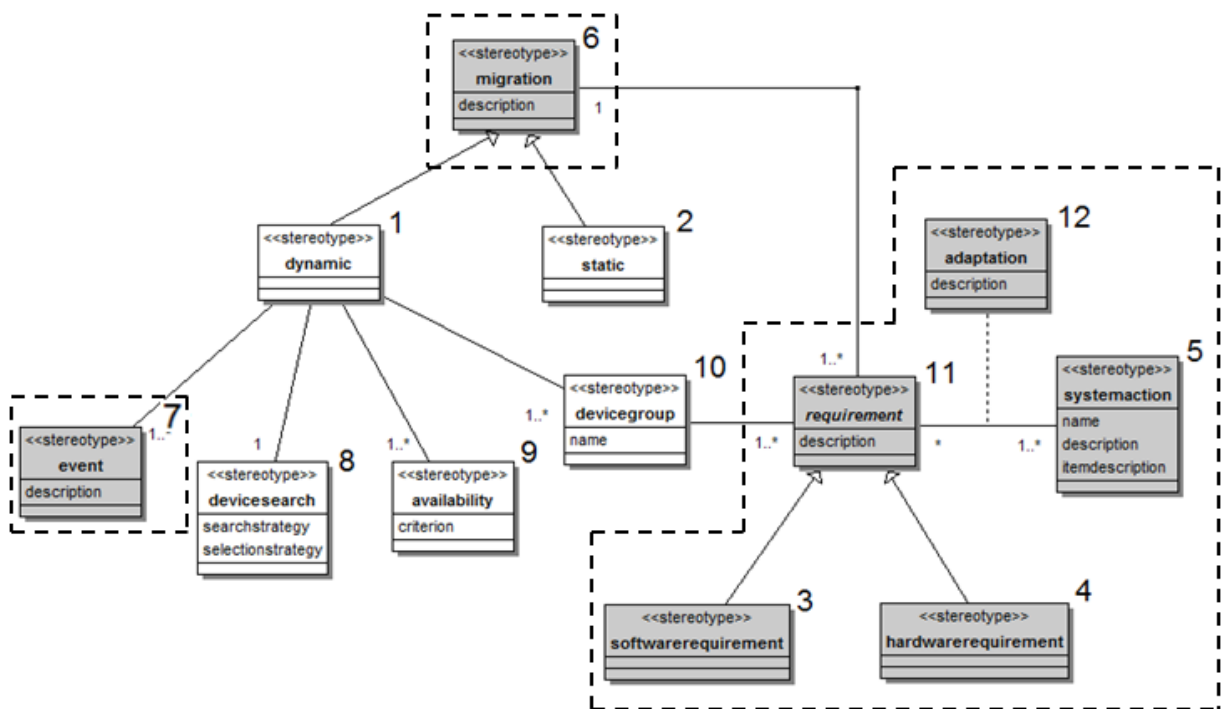 6
<<stereotype>>
migration
description
1
12
<<stereotype>>
adaptation
description
1
<<stereotype>>
dynamic
2
<<stereotype>>
static
10
<<stereotype>>
devicegroup
name
1..*
1..*
1..*
11
<<stereotype>>
requirement
description
*
1..*
5
<<stereotype>>
systemaction
name
description
itemdescription
7
1..*
<<stereotype>>
event
description
1
8
<<stereotype>>
devicesearch
searchstrategy
selectionstrategy
1..*
9
<<stereotype>>
availability
criterion
3
<<stereotype>>
softwarerequirement
4
<<stereotype>>
hardwarerequirement